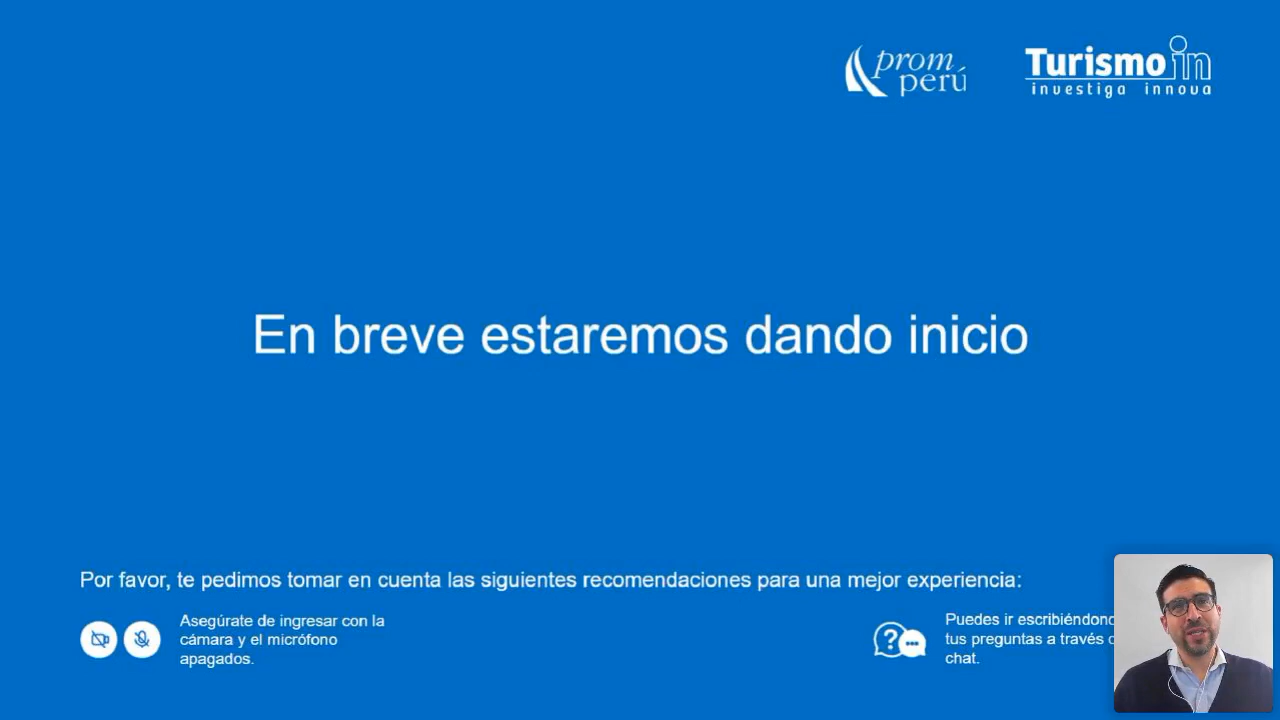 prom
perú
Turismo in
investiga innova
En breve estaremos dando inicio
Por favor, te pedimos tomar en cuenta las siguientes recomendaciones para una mejor experiencia:
Asegúrate de ingresar con la
cámara y el micrófono
apagados.
Puedes ir
tus preguntas a través
chat.